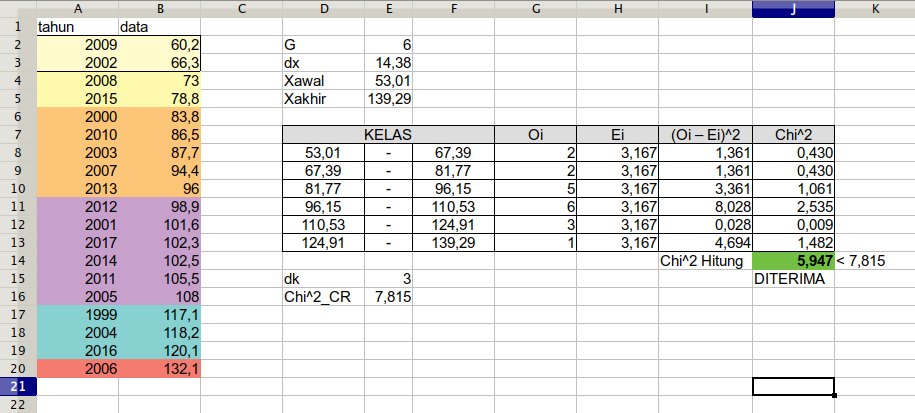 A B C D E F G H I J K
1 tahun data
2 2009 60,2 G 6
3 2002 66,3 dx 14,38
4 2008 73 Xawal 53,01
5 2015 78,8 Xakhir 139,29
6 2000 83,8
7 2010 86,5 KELAS Oi Ei (Oi – Ei)^2 Chi^2
8 2003 87,7 53,01 - 67,39 2 3,167 1,361 0,430
9 2007 94,4 67,39 - 81,77 2 3,167 1,361 0,430
10 2013 96 81,77 - 96,15 5 3,167 3,361 1,061
11 2012 98,9 96,15 - 110,53 6 3,167 8,028 2,535
12 2001 101,6 110,53 - 124,91 3 3,167 0,028 0,009
13 2017 102,3 124,91 - 139,29 1 3,167 4,694 1,482
14 2014 102,5 Chi^2 Hitung 5,947 < 7,815
15 2011 105,5 dk 3 DITERIMA
16 2005 108 Chi^2_CR 7,815
17 1999 117,1
18 2004 118,2
19 2016 120,1
20 2006 132,1
21
22